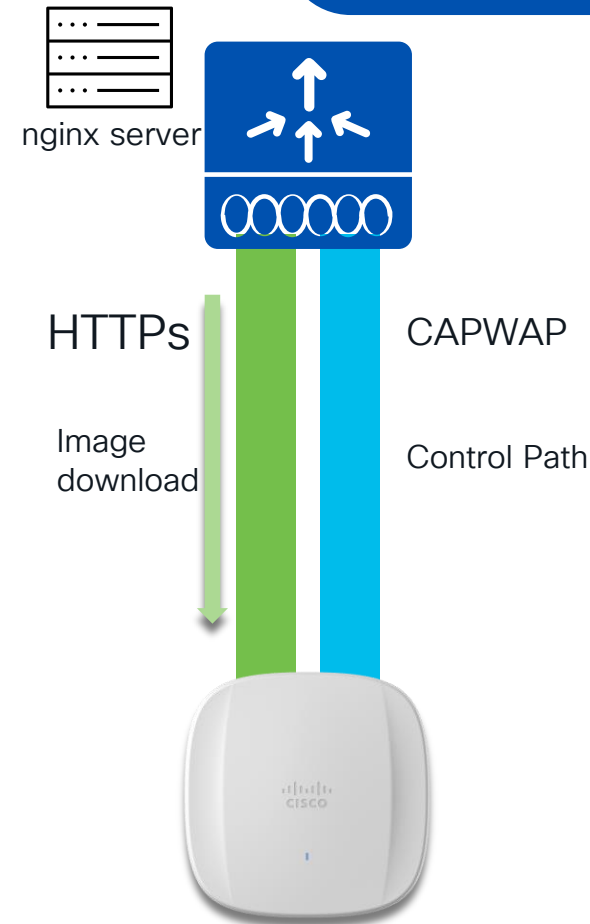 nginx server
HTTPs
CAPWAP
Image
download
Control Path
CISCO